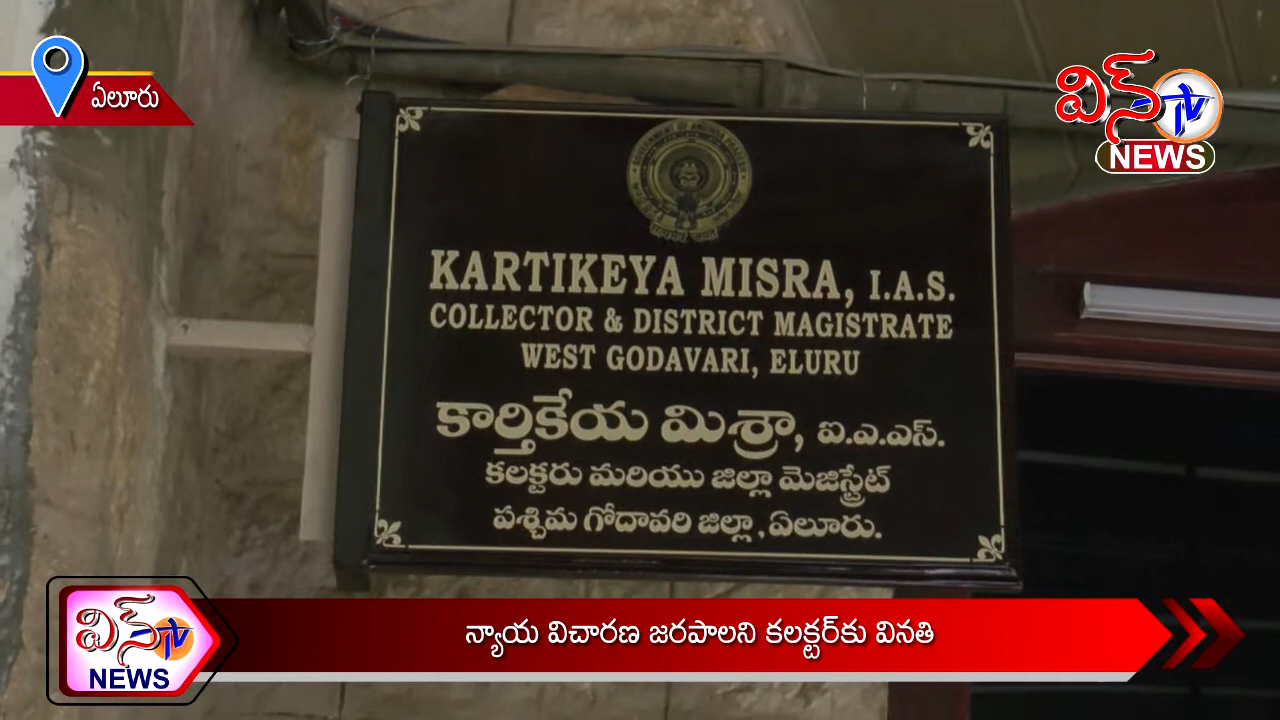 ఏలూరు
విన్ TV
NEWS
KARTIKEYA MISRA, I.A.S.
COLLECTOR & DISTRICT MAGISTRATE
WEST GODAVARI, ELURU
కార్తికేయ మిశ్రా, ఐ.ఎ.ఎస్.
కలక్టరు మరియు జిల్లా మెజిస్ట్రేట్
పశ్చిమ గోదావరి జిల్లా, ఏలూరు.
న్యాయ విచారణ జరపాలని కలక్టర్‌కు వినతి
విన్ TV
NEWS